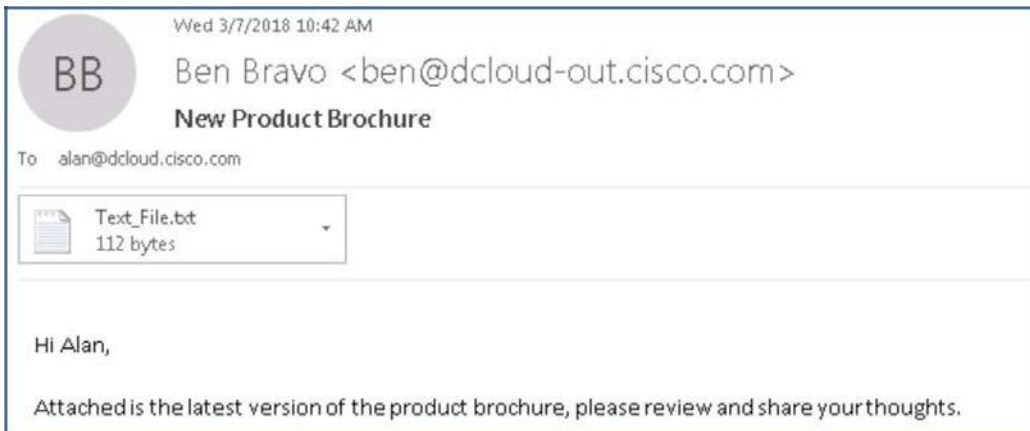 Wed 3/7/2018 10:42 AM
BB
Ben Bravo <ben@dcloud-out.cisco.com>
New Product Brochure
To alan@dcloud.cisco.com
Text_File.txt
112 bytes
Hi Alan,
Attached is the latest version of the product brochure, please review and share your thoughts.